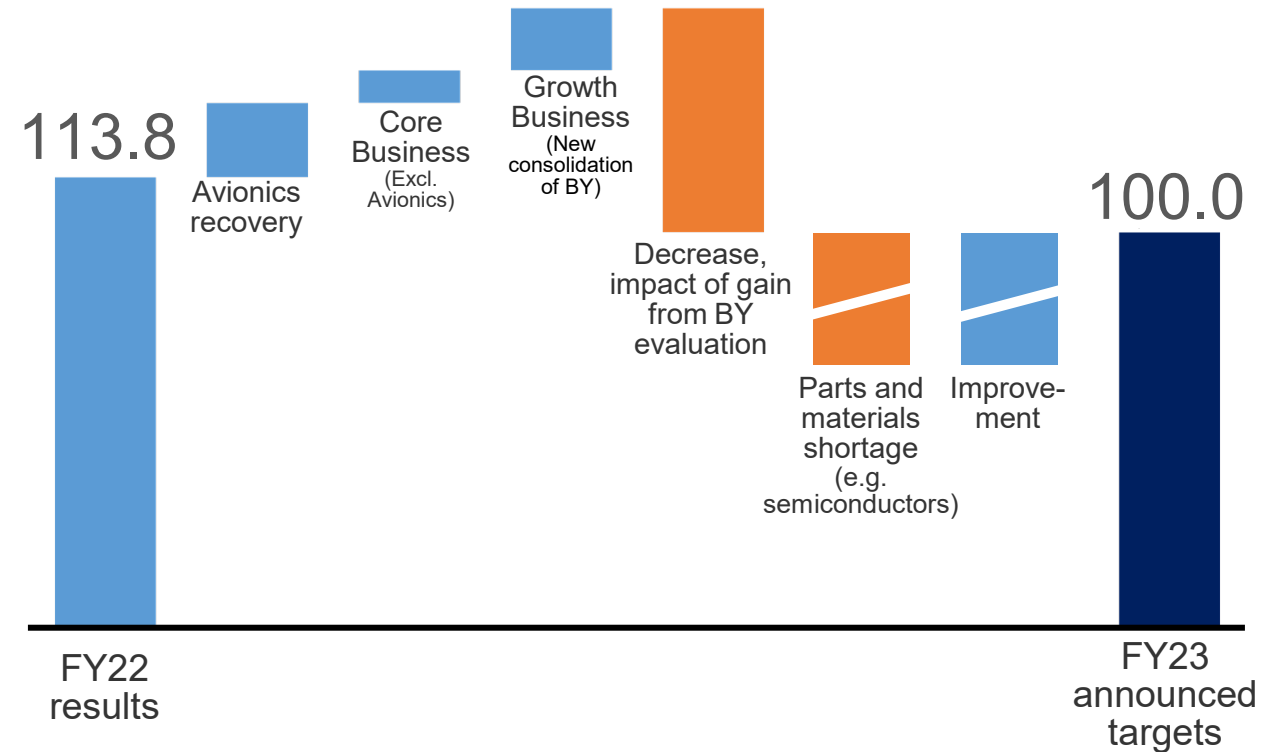 113.8
Avionics
recovery
Core
Business
(Excl.
Avionics)
Growth
Business
(New
consolidation
of BY)
Decrease,
impact of gain
from BY
evaluation
Parts and
materials
shortage
(e.g.
semiconductors)
Improve-
ment
100.0
FY22
results
FY23
announced
targets